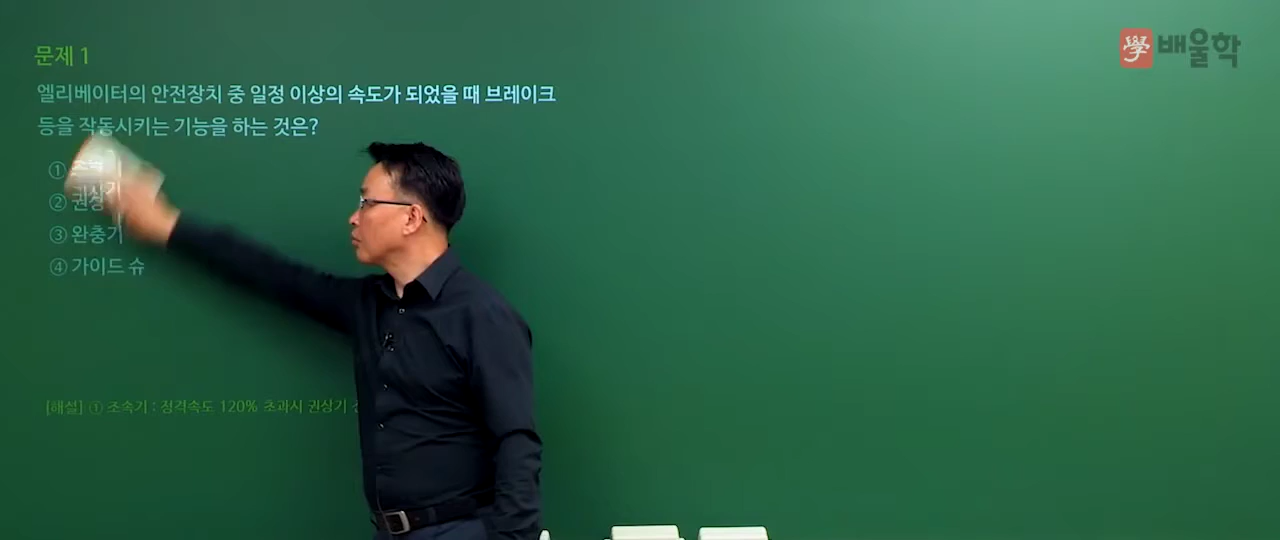 學 배울학
문제 1
엘리베이터의 안전장치 중 일정 이상의 속도가 되었을 때 브레이크
등을 작동시키는 기능을 하는 것은?
①
② 권상
③ 완충기
④ 가이드 슈
[해설] ① 조속기 : 정격속도 120% 초과시 권상기